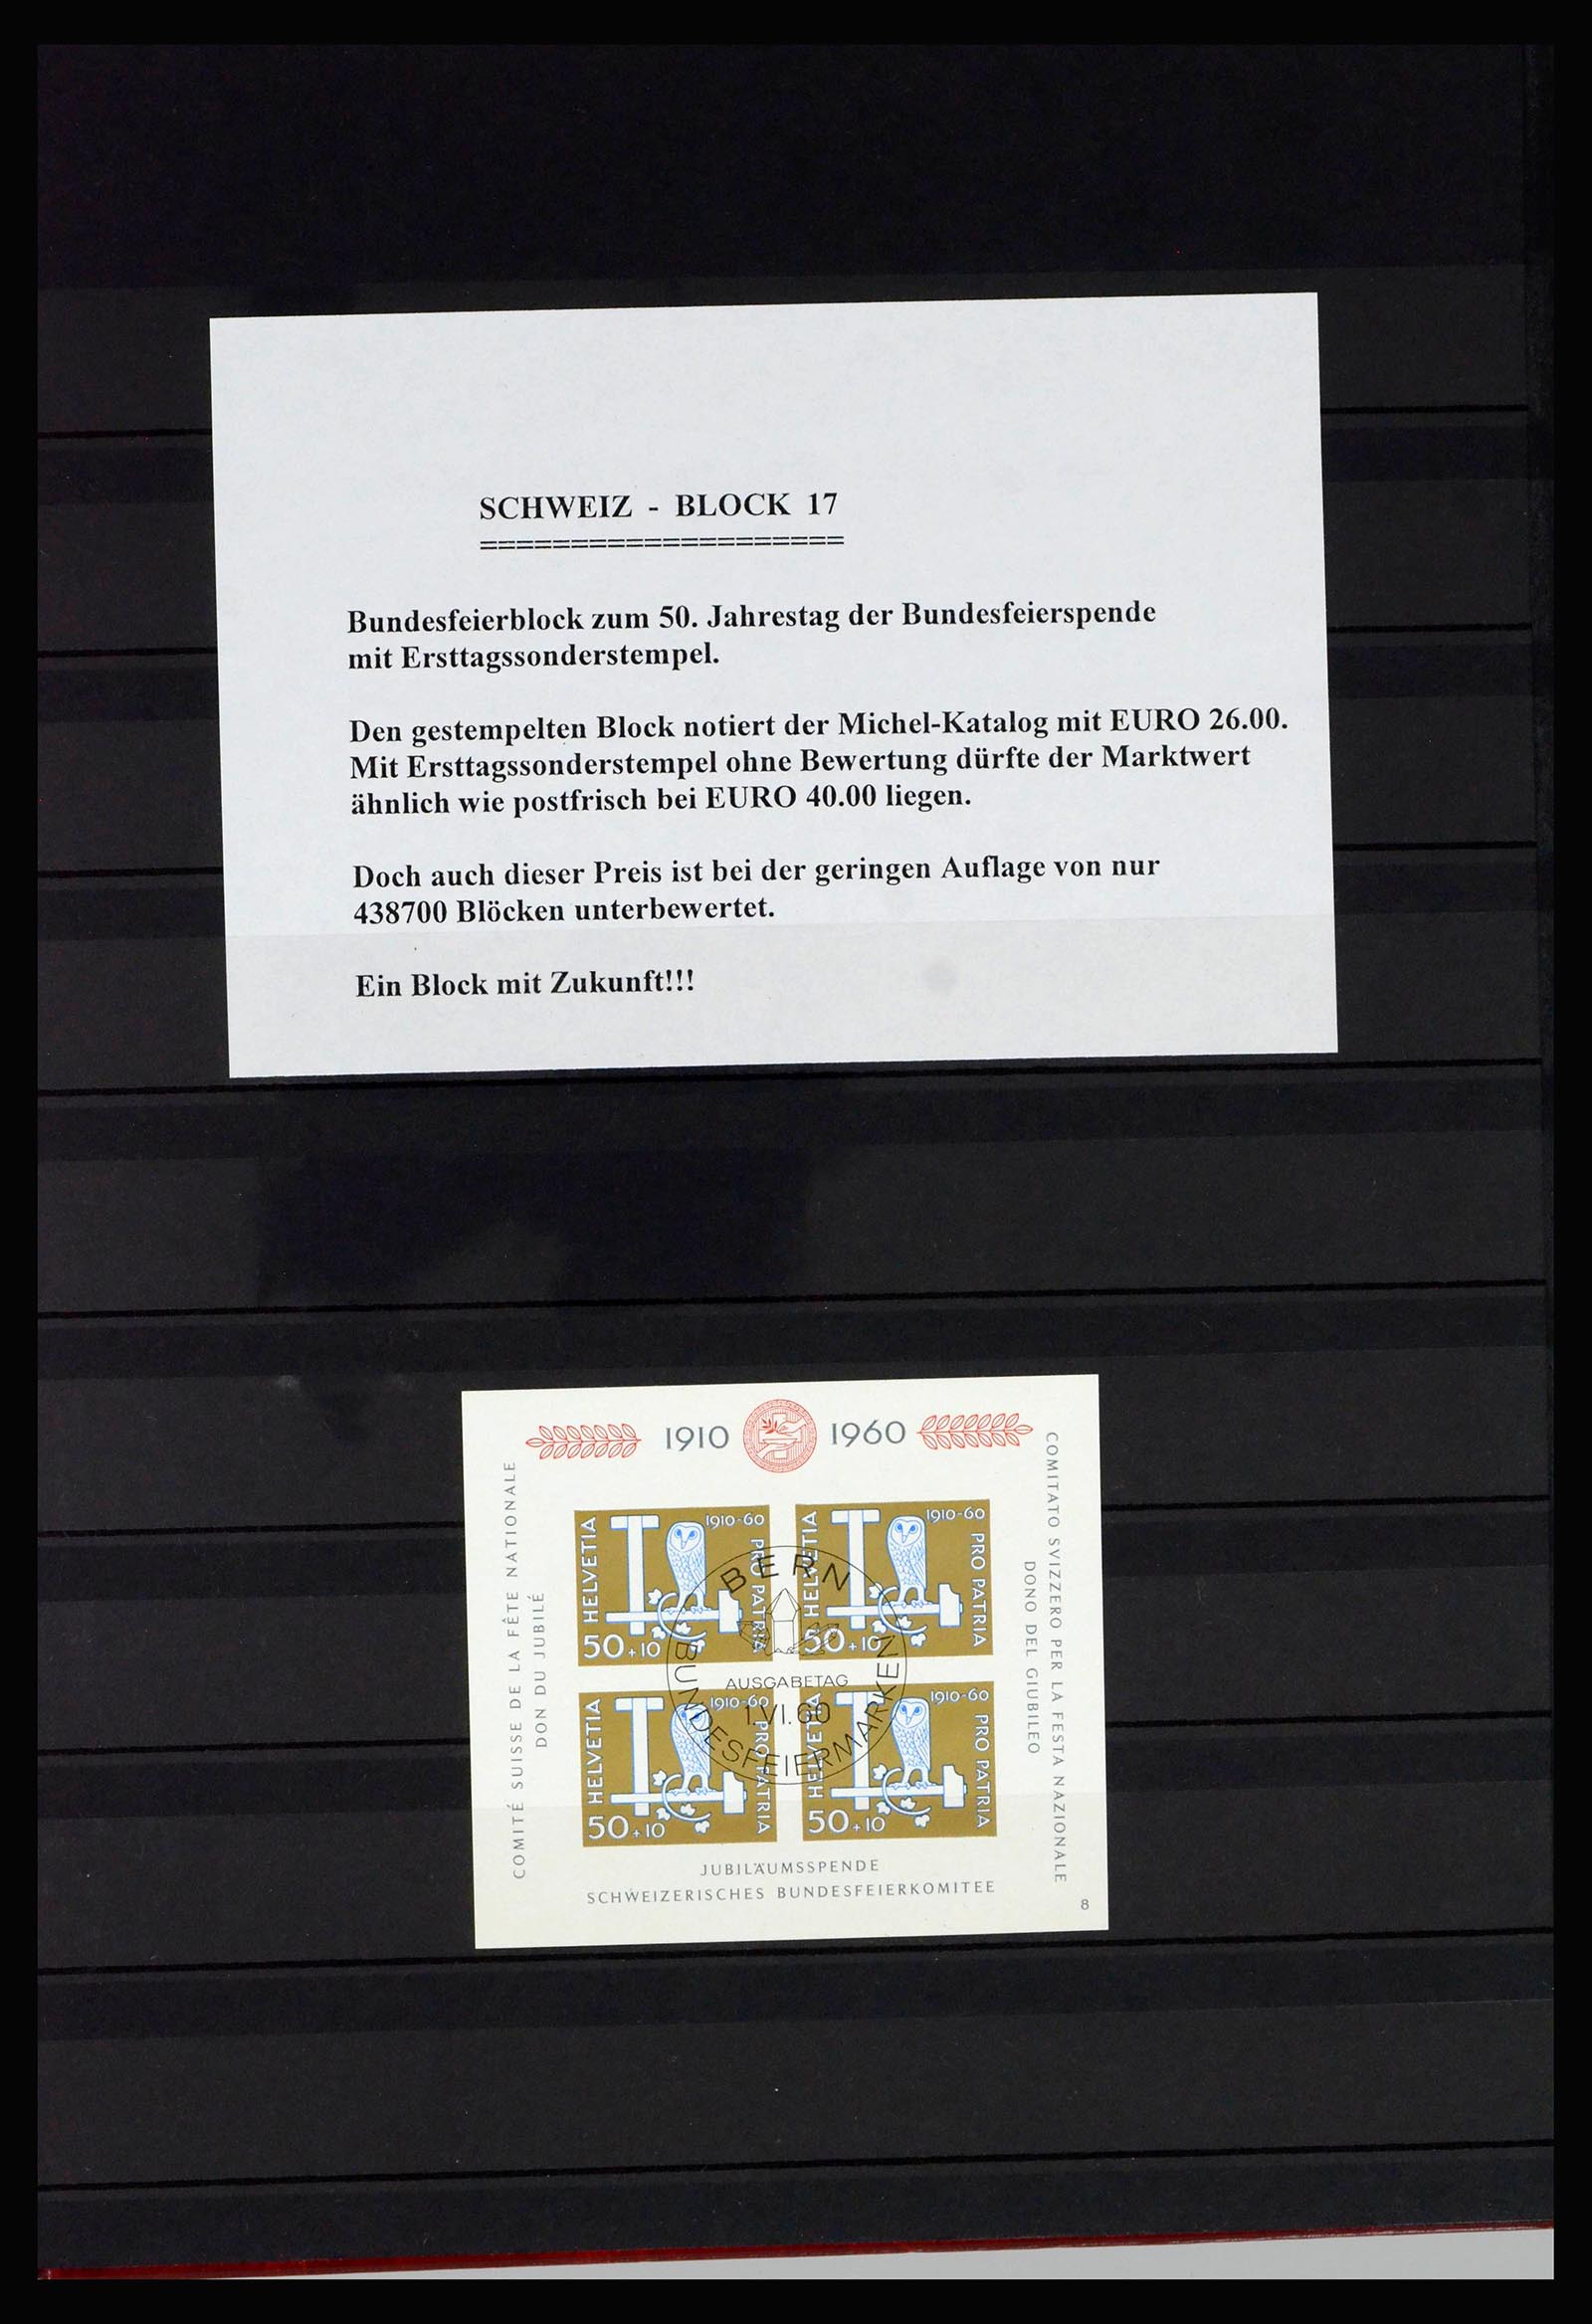 SCHWEIZ - BLOCK 17
====================
Bundesfeierblock zum 50. Jahrestag der Bundesfeierspende
mit Ersttagssonderstempel.
Den gestempelten Block notiert der Michel-Katalog mit EURO 26.00.
Mit Ersttagssonderstempel ohne Bewertung dürfte der Marktwert
ähnlich wie postfrisch bei EURO 40.00 liegen.
Doch auch dieser Preis ist bei der geringen Auflage von nur
438700 Blöcken unterbewertet.
Ein Block mit Zukunft!!!
1910 1960
COMITÉ SUISSE DE LA FÊTE NATIONALE
DON DU JUBILÉ
COMITATO SVIZZERO PER LA FESTA NAZIONALE
DONO DEL GIUBILEO
HELVETIA
1910-60
PRO PATRIA
50+10
HELVETIA
1910-60
PRO PATRIA
50+10
BERN
AUSGABETAG
1.VI.60
BUNDESFEIERMARKEN
HELVETIA
1910-60
PRO PATRIA
50+10
HELVETIA
1910-60
PRO PATRIA
50+10
JUBILÄUMSSPENDE
SCHWEIZERISCHES BUNDESFEIERKOMITEE
8